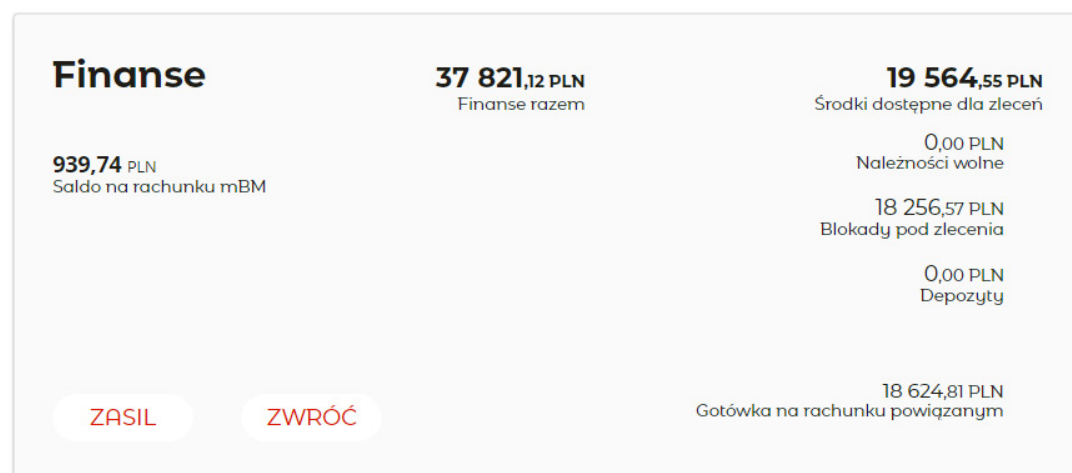 Finanse
37 821,12 PLN
Finanse razem
19 564,55 PLN
Środki dostępne dla zleceń
939,74 PLN
Saldo na rachunku mBM
0,00 PLN
Należności wolne
18 256,57 PLN
Blokady pod zlecenia
0,00 PLN
Depozyty
18 624,81 PLN
Gotówka na rachunku powiązanym
ZASIL
ZWRÓĆ